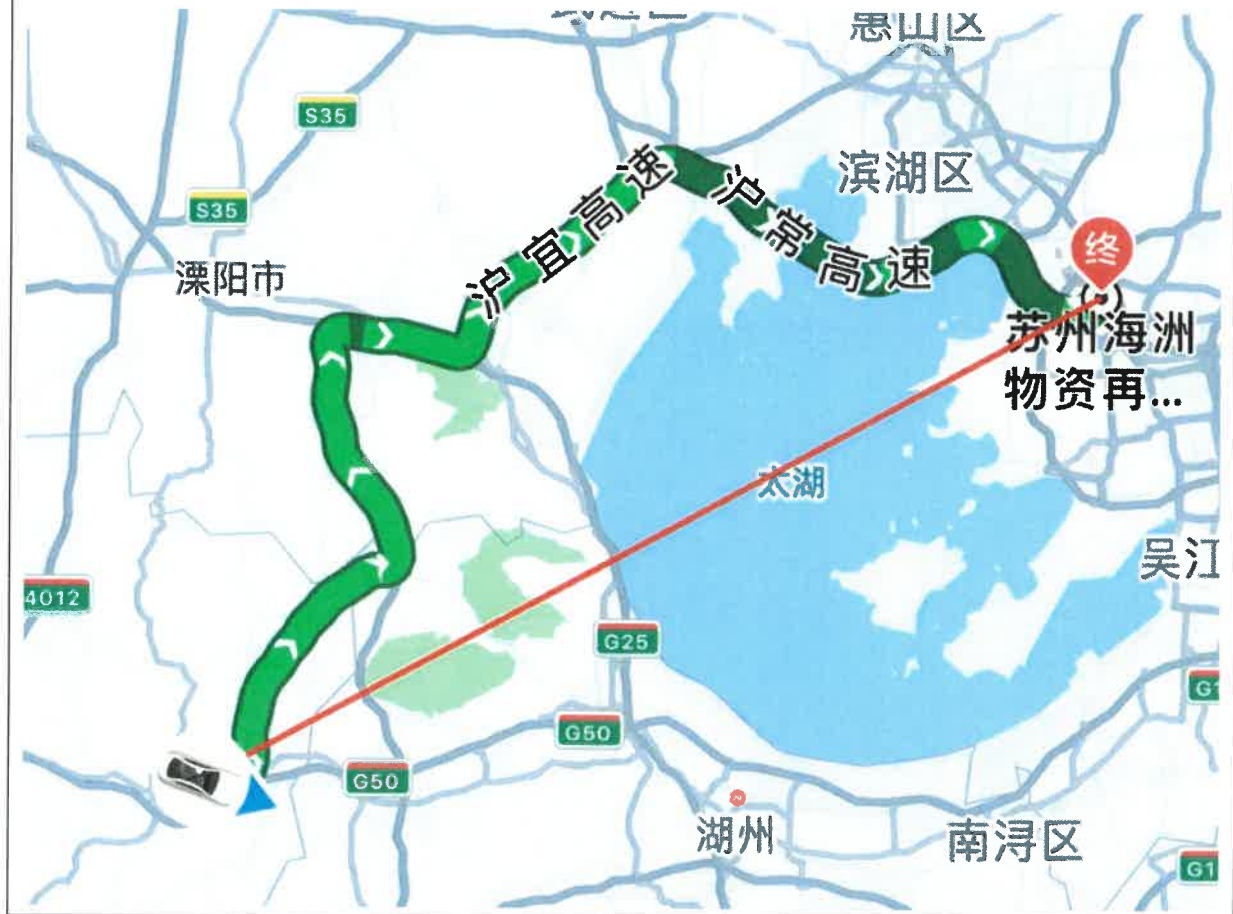 惠山区
S35
滨湖区
沪宜高速
沪常高速
S35
终
溧阳市
苏州海洲
物资再...
太湖
吴江
4012
G25
G1
G50
G50
湖州
南浔区
G1